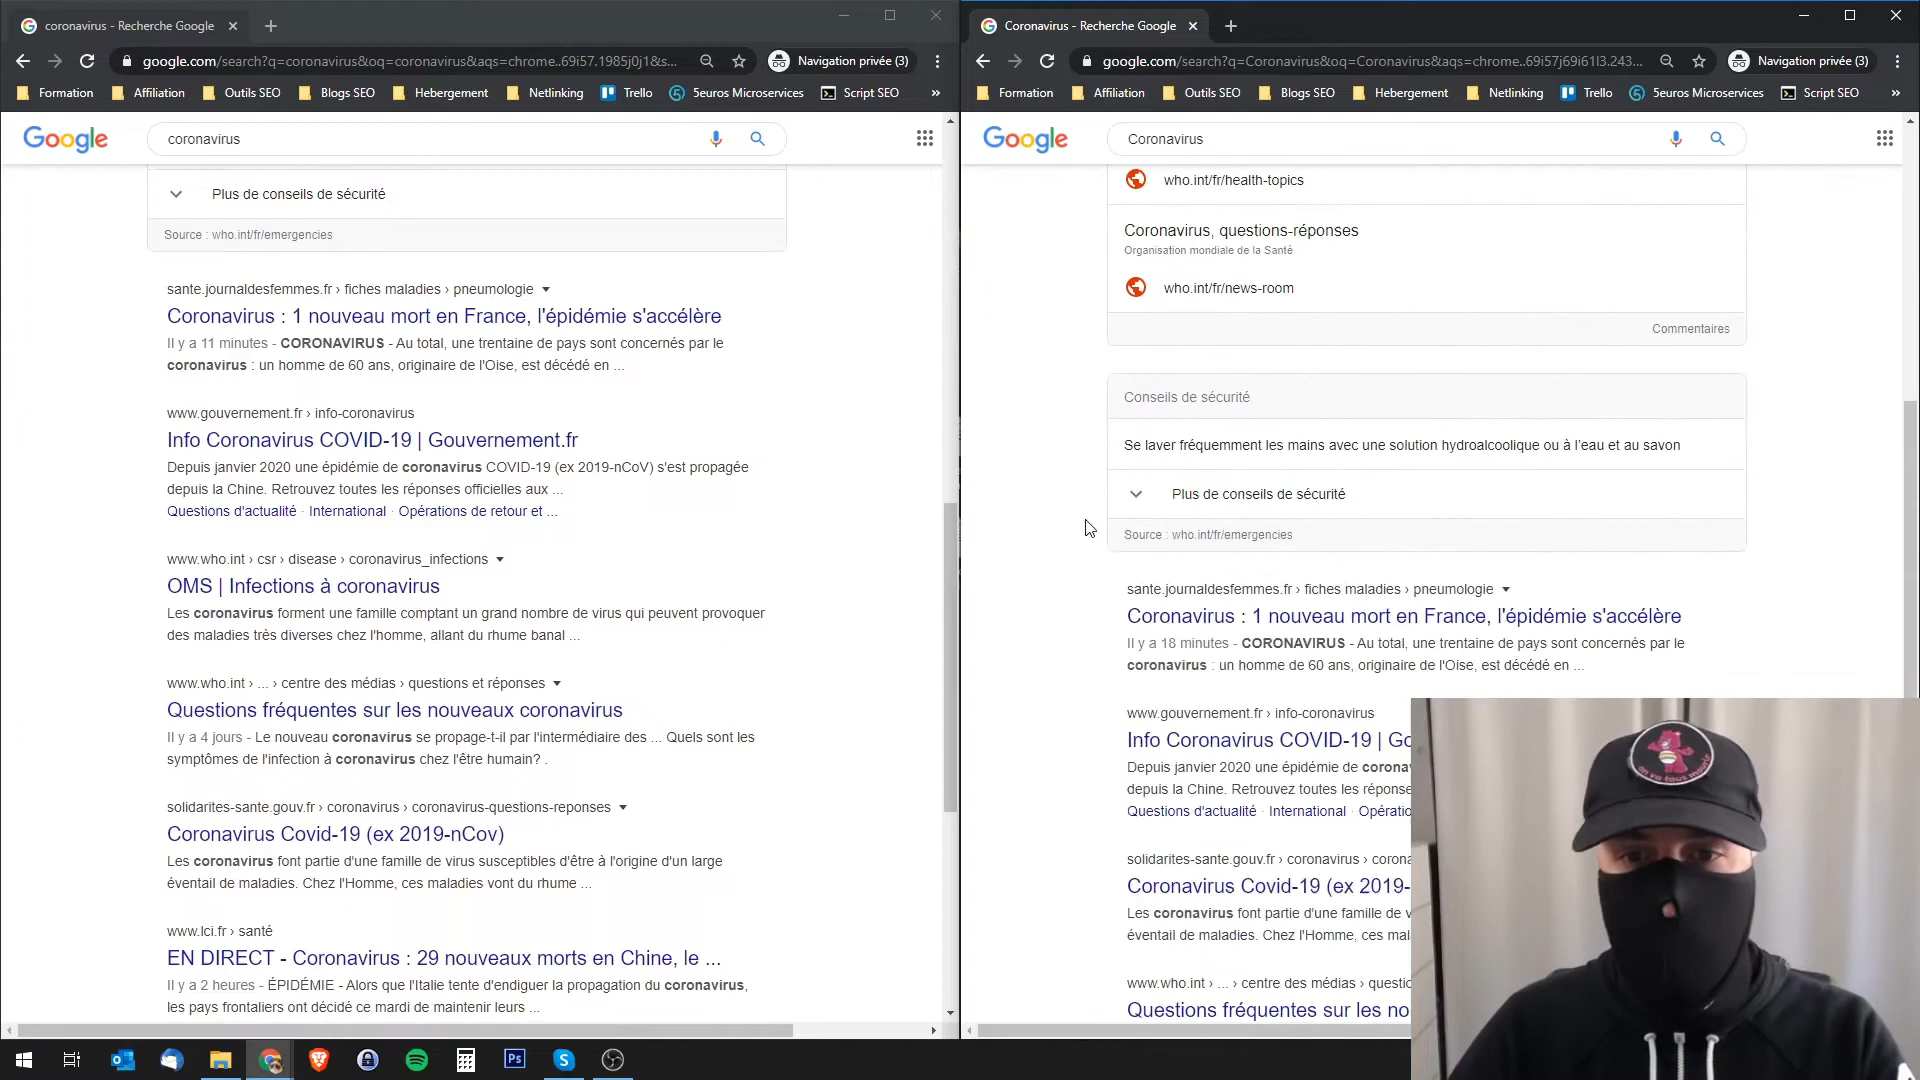 coronavirus - Recherche Google
google.com/search?q=coronavirus&oq=coronavirus&aqs=chrome..69i57.1985j0j1&s...
Navigation privée (3)
Formation
Affiliation
Outils SEO
Blogs SEO
Hebergement
Netlinking
Trello
5euros Microservices
Script SEO
»
Google
coronavirus
Plus de conseils de sécurité
Source : who.int/fr/emergencies
sante.journaldesfemmes.fr › fiches maladies › pneumologie
Coronavirus : 1 nouveau mort en France, l'épidémie s'accélère
Il y a 11 minutes - CORONAVIRUS - Au total, une trentaine de pays sont concernés par le
coronavirus : un homme de 60 ans, originaire de l'Oise, est décédé en ...
www.gouvernement.fr › info-coronavirus
Info Coronavirus COVID-19 | Gouvernement.fr
Depuis janvier 2020 une épidémie de coronavirus COVID-19 (ex 2019-nCoV) s'est propagée
depuis la Chine. Retrouvez toutes les réponses officielles aux ...
Questions d'actualité · International · Opérations de retour et ...
www.who.int › csr › disease › coronavirus_infections
OMS | Infections à coronavirus
Les coronavirus forment une famille comptant un grand nombre de virus qui peuvent provoquer
des maladies très diverses chez l'homme, allant du rhume banal ...
www.who.int › ... › centre des médias › questions et réponses
Questions fréquentes sur les nouveaux coronavirus
Il y a 4 jours - Le nouveau coronavirus se propage-t-il par l'intermédiaire des ... Quels sont les
symptômes de l'infection à coronavirus chez l'être humain? .
solidarites-sante.gouv.fr › coronavirus › coronavirus-questions-reponses
Coronavirus Covid-19 (ex 2019-nCov)
Les coronavirus font partie d'une famille de virus susceptibles d'être à l'origine d'un large
éventail de maladies. Chez l'Homme, ces maladies vont du rhume ...
www.lci.fr › santé
EN DIRECT - Coronavirus : 29 nouveaux morts en Chine, le ...
Il y a 2 heures - ÉPIDÉMIE - Alors que l'Italie tente d'endiguer la propagation du coronavirus,
les pays frontaliers ont décidé ce mardi de maintenir leurs ...
Coronavirus - Recherche Google
google.com/search?q=Coronavirus&oq=Coronavirus&aqs=chrome..69i57j69i61l3.243...
Navigation privée (3)
Formation
Affiliation
Outils SEO
Blogs SEO
Hebergement
Netlinking
Trello
5euros Microservices
Script SEO
»
Google
Coronavirus
who.int/fr/health-topics
Coronavirus, questions-réponses
Organisation mondiale de la Santé
who.int/fr/news-room
Commentaires
Conseils de sécurité
Se laver fréquemment les mains avec une solution hydroalcoolique ou à l'eau et au savon
Plus de conseils de sécurité
Source : who.int/fr/emergencies
sante.journaldesfemmes.fr › fiches maladies › pneumologie
Coronavirus : 1 nouveau mort en France, l'épidémie s'accélère
Il y a 18 minutes - CORONAVIRUS - Au total, une trentaine de pays sont concernés par le
coronavirus : un homme de 60 ans, originaire de l'Oise, est décédé en ...
www.gouvernement.fr › info-coronavirus
Info Coronavirus COVID-19 | Go
Depuis janvier 2020 une épidémie de corona
depuis la Chine. Retrouvez toutes les réponse
Questions d'actualité · International · Opératio
solidarites-sante.gouv.fr › coronavirus › corona
Coronavirus Covid-19 (ex 2019-
Les coronavirus font partie d'une famille de v
éventail de maladies. Chez l'Homme, ces mal
www.who.int › ... › centre des médias › questio
Questions fréquentes sur les no
Ps
on va tous mourir